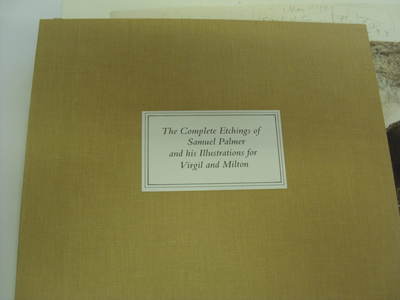 The Complete Etchings of
Samuel Palmer
and his Illustrations for
Virgil and Milton